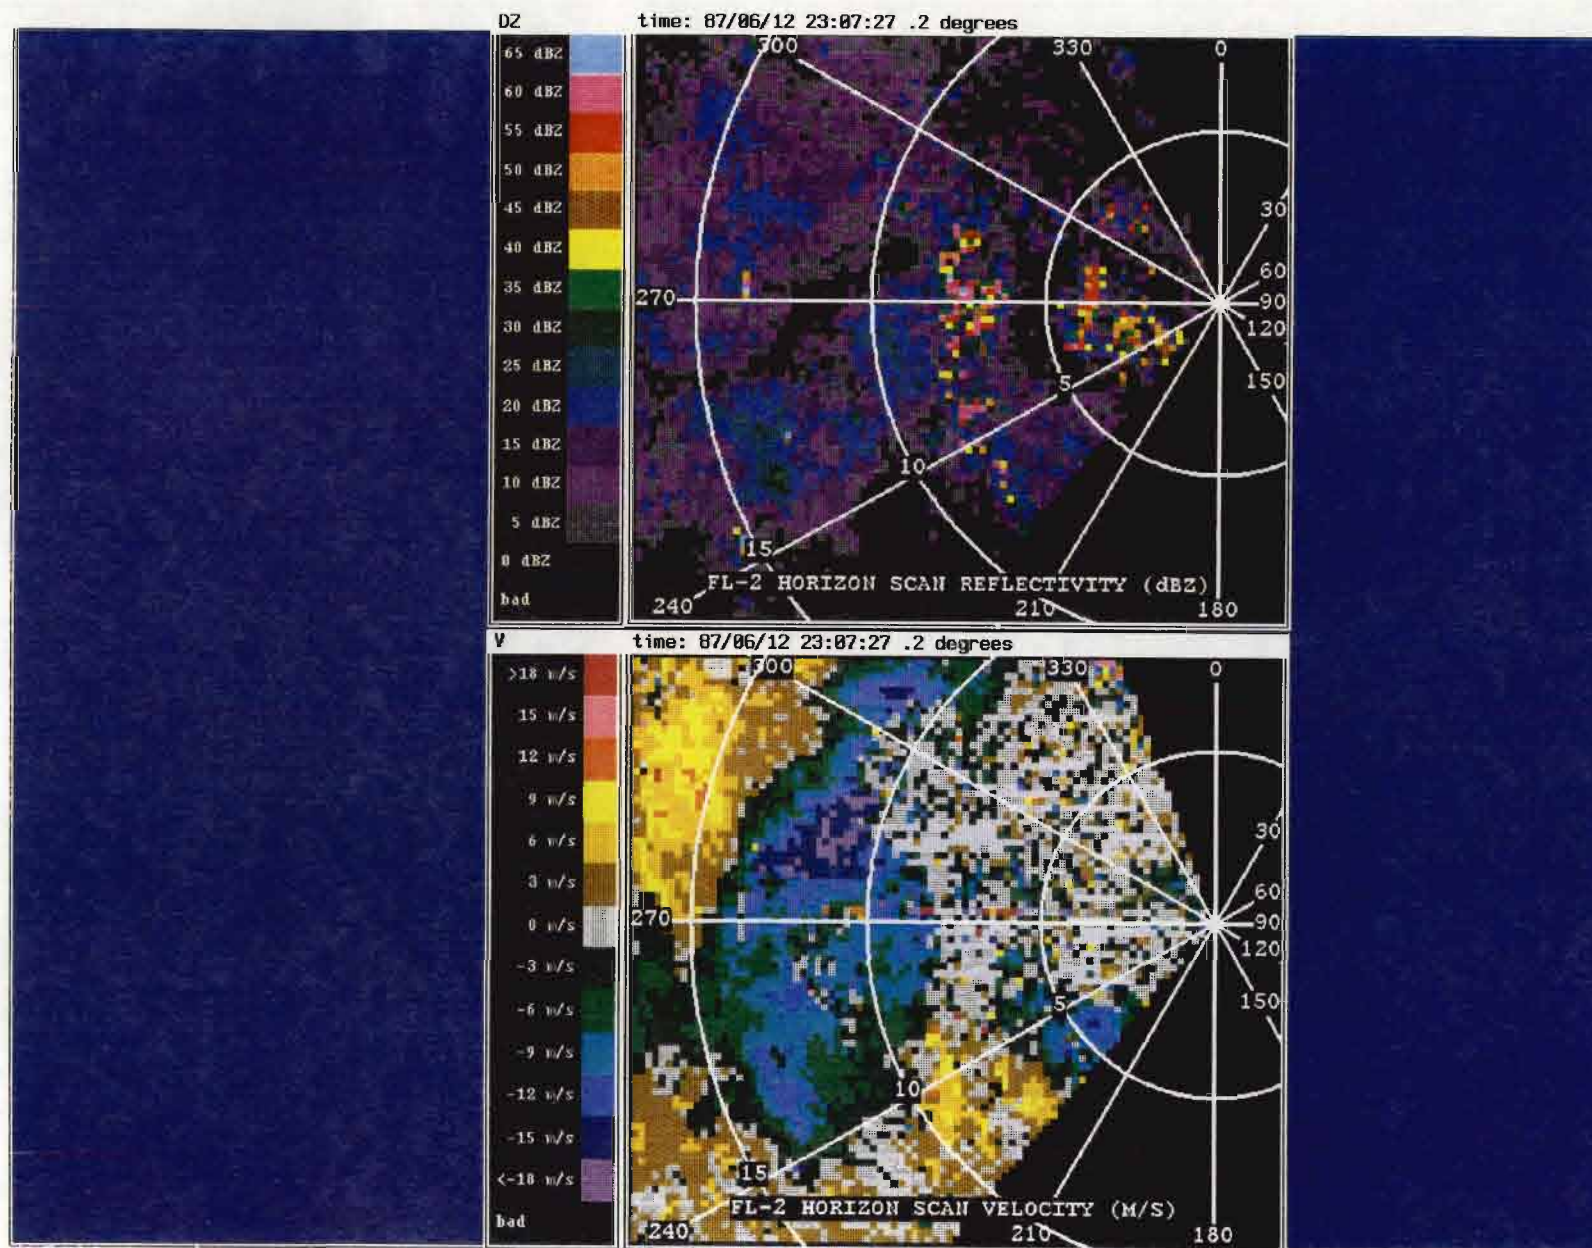 DZ
time: 87/06/12 23:07:27 .2 degrees
65 dBZ
60 dBZ
55 dBZ
50 dBZ
45 dBZ
40 dBZ
35 dBZ
30 dBZ
25 dBZ
20 dBZ
15 dBZ
10 dBZ
5 dBZ
0 dBZ
bad
300
330
0
30
60
270
90
120
150
5
10
15
FL-2 HORIZON SCAN REFLECTIVITY (dBZ)
240
210
180
V
time: 87/06/12 23:07:27 .2 degrees
>18 m/s
15 m/s
12 m/s
9 m/s
6 m/s
3 m/s
0 m/s
-3 m/s
-6 m/s
-9 m/s
-12 m/s
-15 m/s
<-18 m/s
bad
300
330
0
30
60
270
90
120
150
5
10
15
FL-2 HORIZON SCAN VELOCITY (M/S)
240
210
180